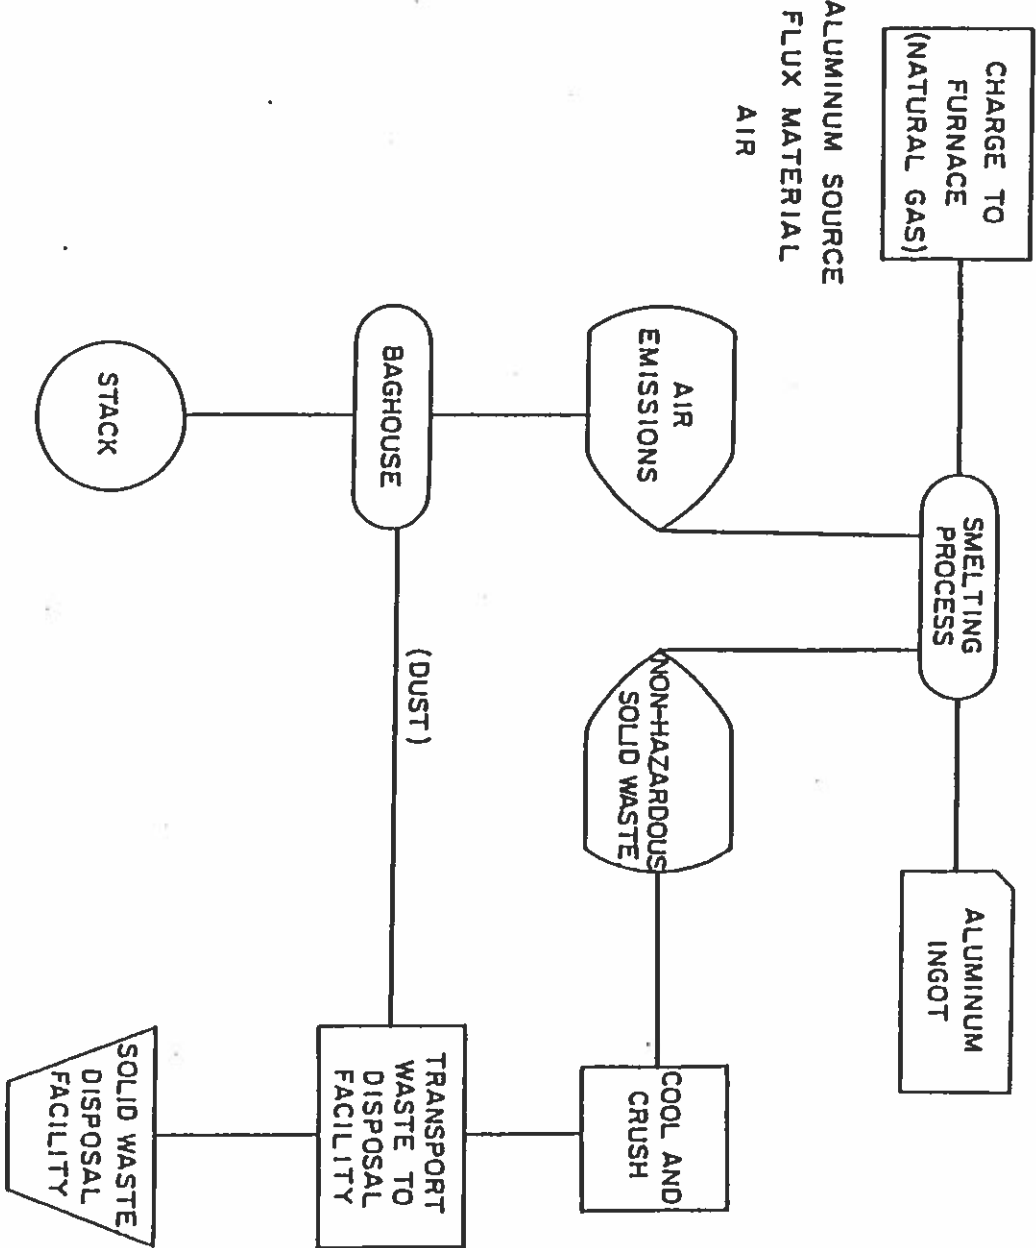 CHARGE TO
FURNACE
(NATURAL GAS)
ALUMINUM SOURCE
FLUX MATERIAL
AIR
SMELTING
PROCESS
ALUMINUM
INGOT
AIR
EMISSIONS
NON-HAZARDOUS
SOLID WASTE
COOL AND
CRUSH
BAGHOUSE
(DUST)
TRANSPORT
WASTE TO
DISPOSAL
FACILITY
STACK
SOLID WASTE
DISPOSAL
FACILITY